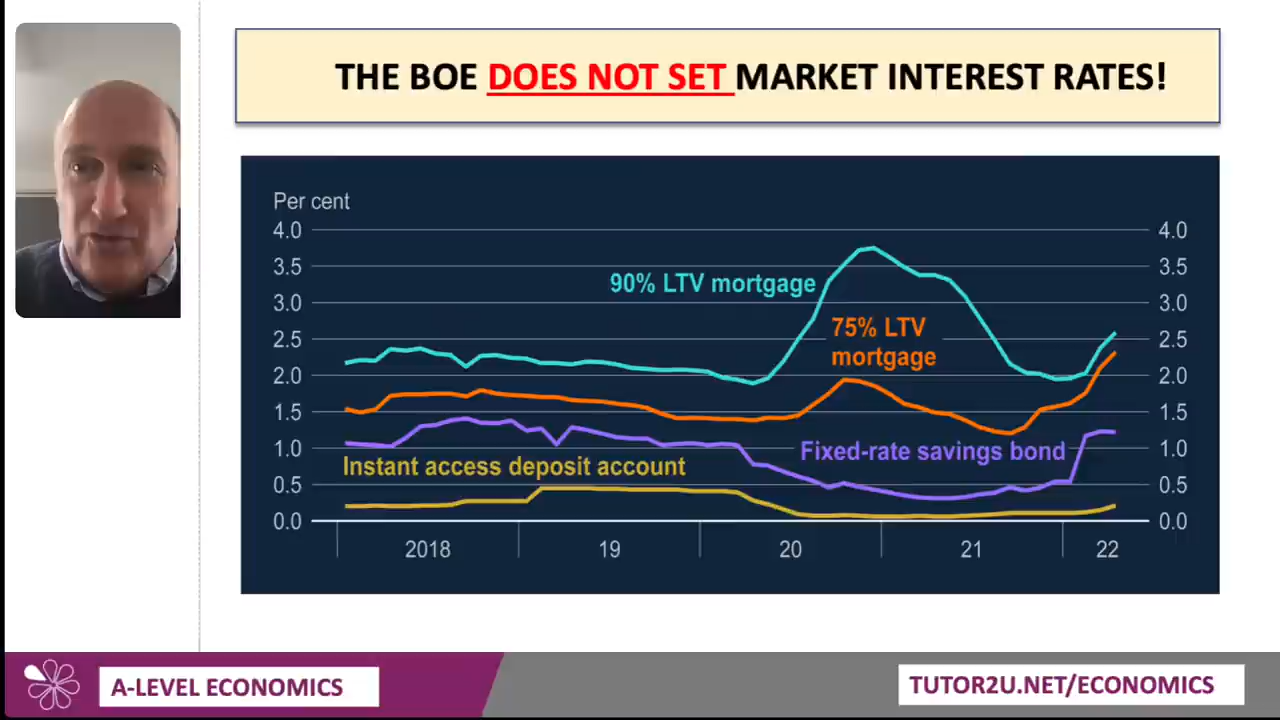 THE BOE DOES NOT SET MARKET INTEREST RATES!
Per cent
4.0 4.0
90% LTV mortgage
3.5 3.5
3.0 3.0
75% LTV
mortgage
2.5 2.5
2.0 2.0
1.5 1.5
1.0 Fixed-rate savings bond 1.0
Instant access deposit account
0.5 0.5
0.0 0.0
2018 19 20 21 22
A-LEVEL ECONOMICS
TUTOR2U.NET/ECONOMICS